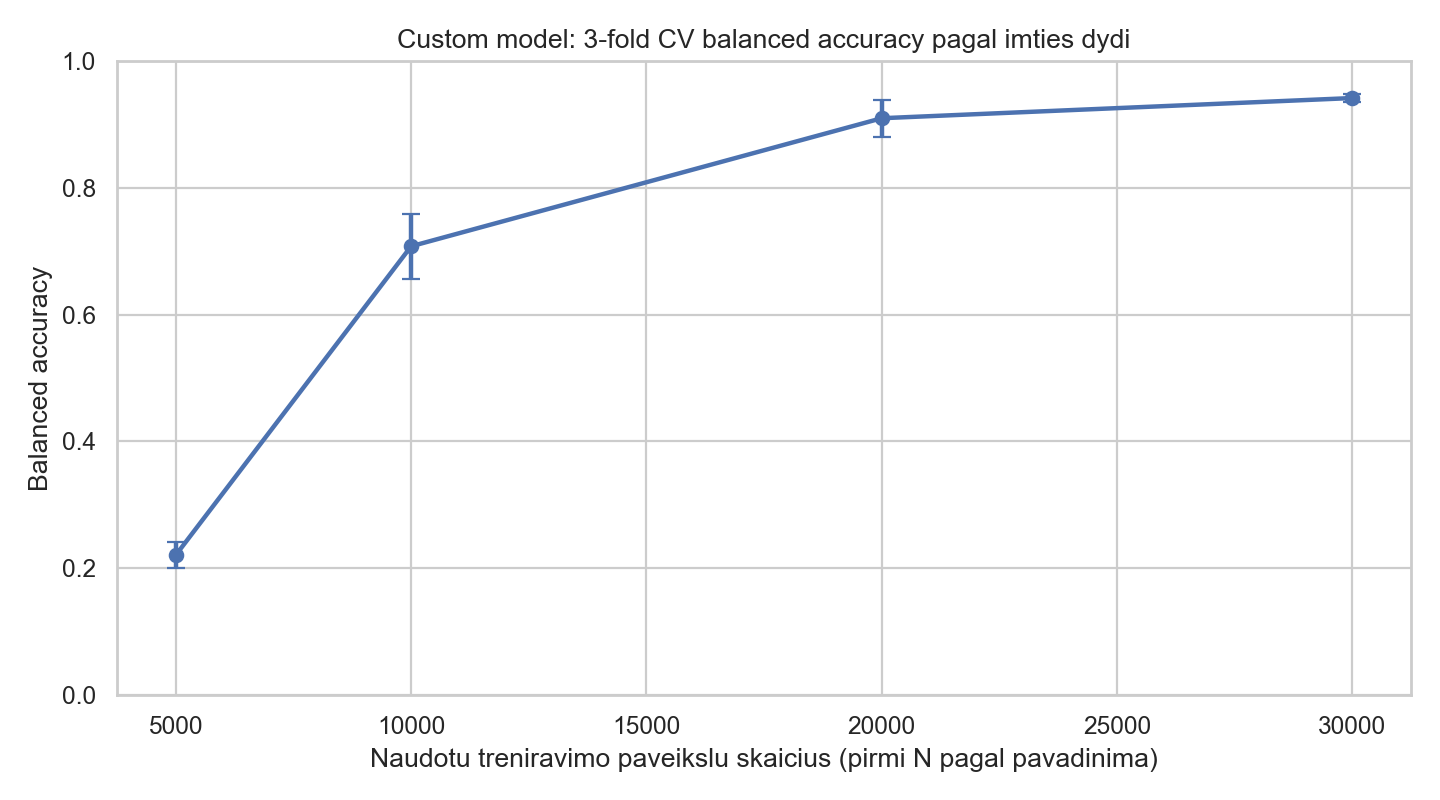 Custom model: 3-fold CV balanced accuracy pagal imties dydi
1.0
0.8
0.6
0.4
0.2
0.0
Balanced accuracy
5000 10000 15000 20000 25000 30000
Naudotu treniravimo paveikslu skaicius (pirmi N pagal pavadinima)